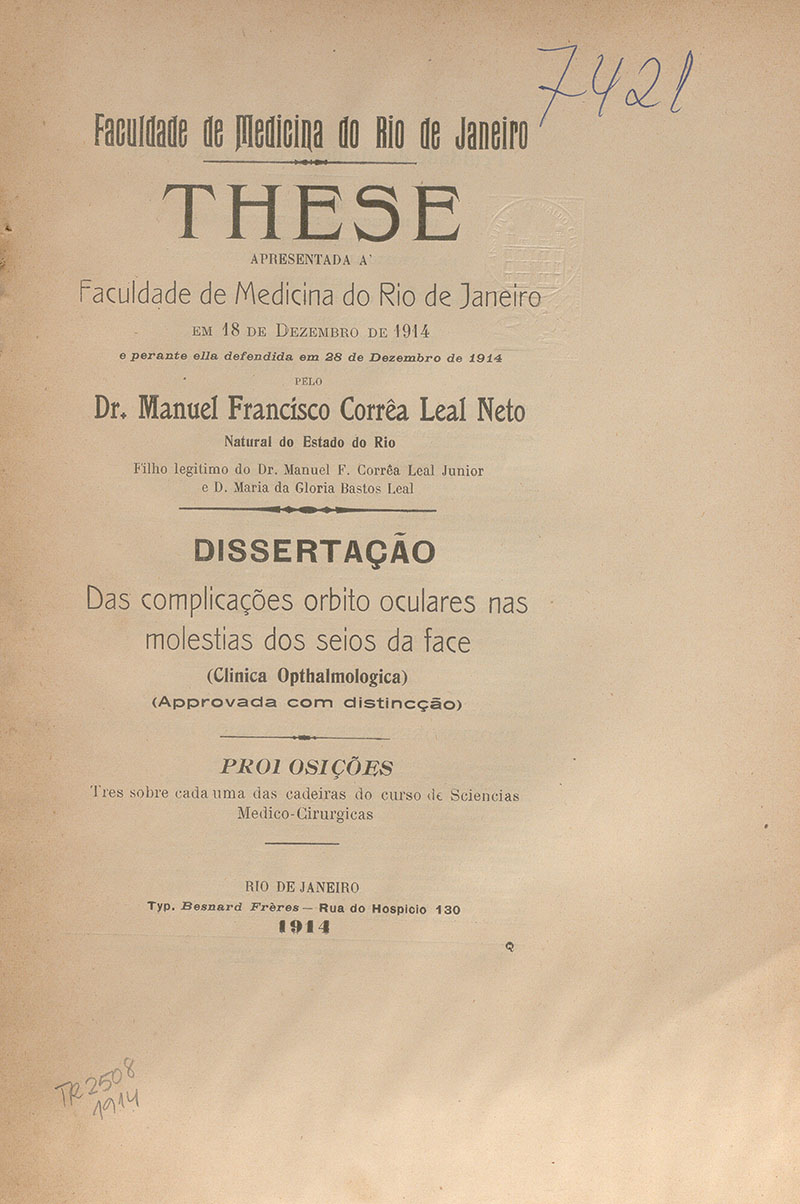 7421
Faculdade de Medicina do Rio de Janeiro
THESE
APRESENTADA A'
Faculdade de Medicina do Rio de Janeiro
EM 18 DE DEZEMBRO DE 1914
e perante ella defendida em 28 de Dezembro de 1914
PELO
Dr. Manuel Francisco Corrêa Leal Neto
Natural do Estado do Rio
Filho legitimo do Dr. Manuel F. Corrêa Leal Junior
e D. Maria da Gloria Bastos Leal
DISSERTAÇÃO
Das complicações orbito oculares nas
molestias dos seios da face
(Clinica Opthalmologica)
(Approvada com distincção)
PRO1 OSIÇÕES
Tres sobre cada uma das cadeiras do curso de Sciencias
Medico-Cirurgicas
RIO DE JANEIRO
Typ. Besnard Frères — Rua do Hospicio 130
1914
Q
TR2508
1914